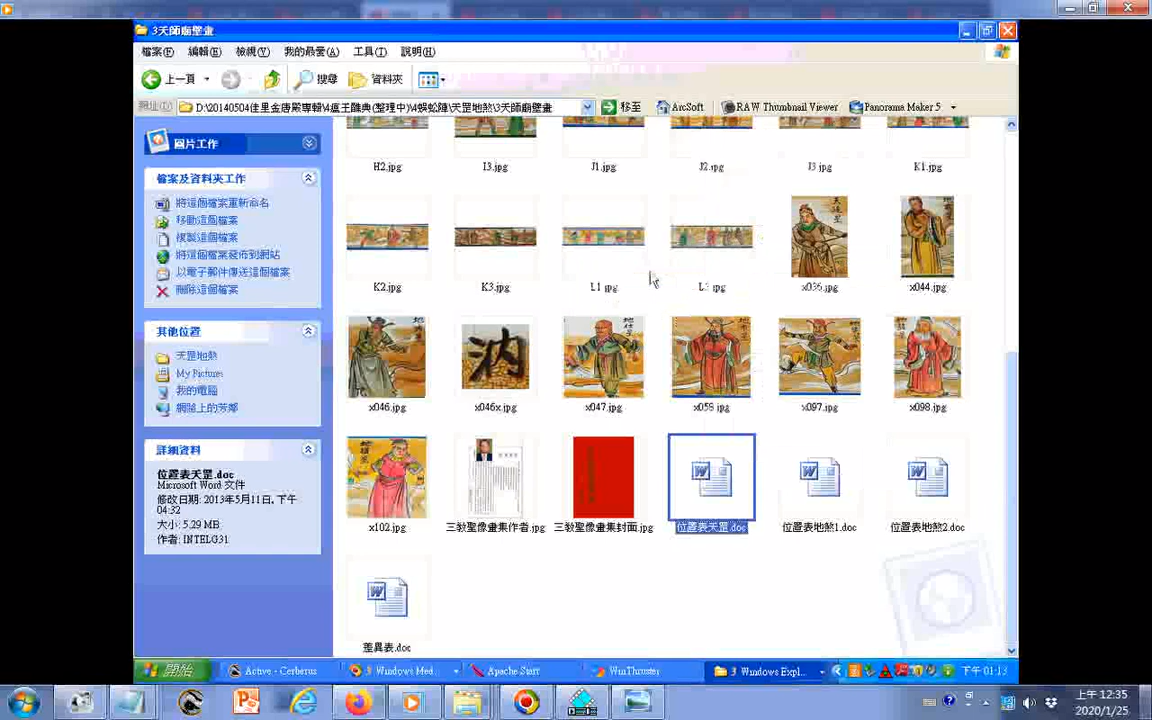 3天師廟壁畫
檔案(F) 編輯(E) 檢視(V) 我的最愛(A) 工具(T) 說明(H)
上一頁 搜尋 資料夾
網址(D) D:\20140504佳里金唐殿專輯\4瘟王醮典(整理中)\4蜈蚣陣\天罡地煞\3天師廟壁畫 移至 ArcSoft RAW Thumbnail Viewer Panorama Maker 5
圖片工作
檔案及資料夾工作
將這個檔案重新命名
移動這個檔案
複製這個檔案
將這個檔案發佈到網站
以電子郵件傳送這個檔案
刪除這個檔案
其他位置
天罡地煞
My Pictures
我的電腦
網路上的芳鄰
詳細資料
位置表天罡.doc
Microsoft Word 文件
修改日期: 2013年5月11日, 下午
04:32
大小: 5.29 MB
作者: INTELG31
H2.jpg I3.jpg J1.jpg J2.jpg J3.jpg K1.jpg
K2.jpg K3.jpg L1.jpg L3.jpg x036.jpg x044.jpg
x046.jpg x046x.jpg x047.jpg x058.jpg x097.jpg x098.jpg
x102.jpg 三教聖像畫集作者.jpg 三教聖像畫集封面.jpg 位置表天罡.doc 位置表地煞1.doc 位置表地煞2.doc
差異表.doc
開始 Active - Cerberus 3 Windows Med... Apache Start WinThruster 3 Windows Expl... 下午 01:13
上午 12:35
2020/1/25